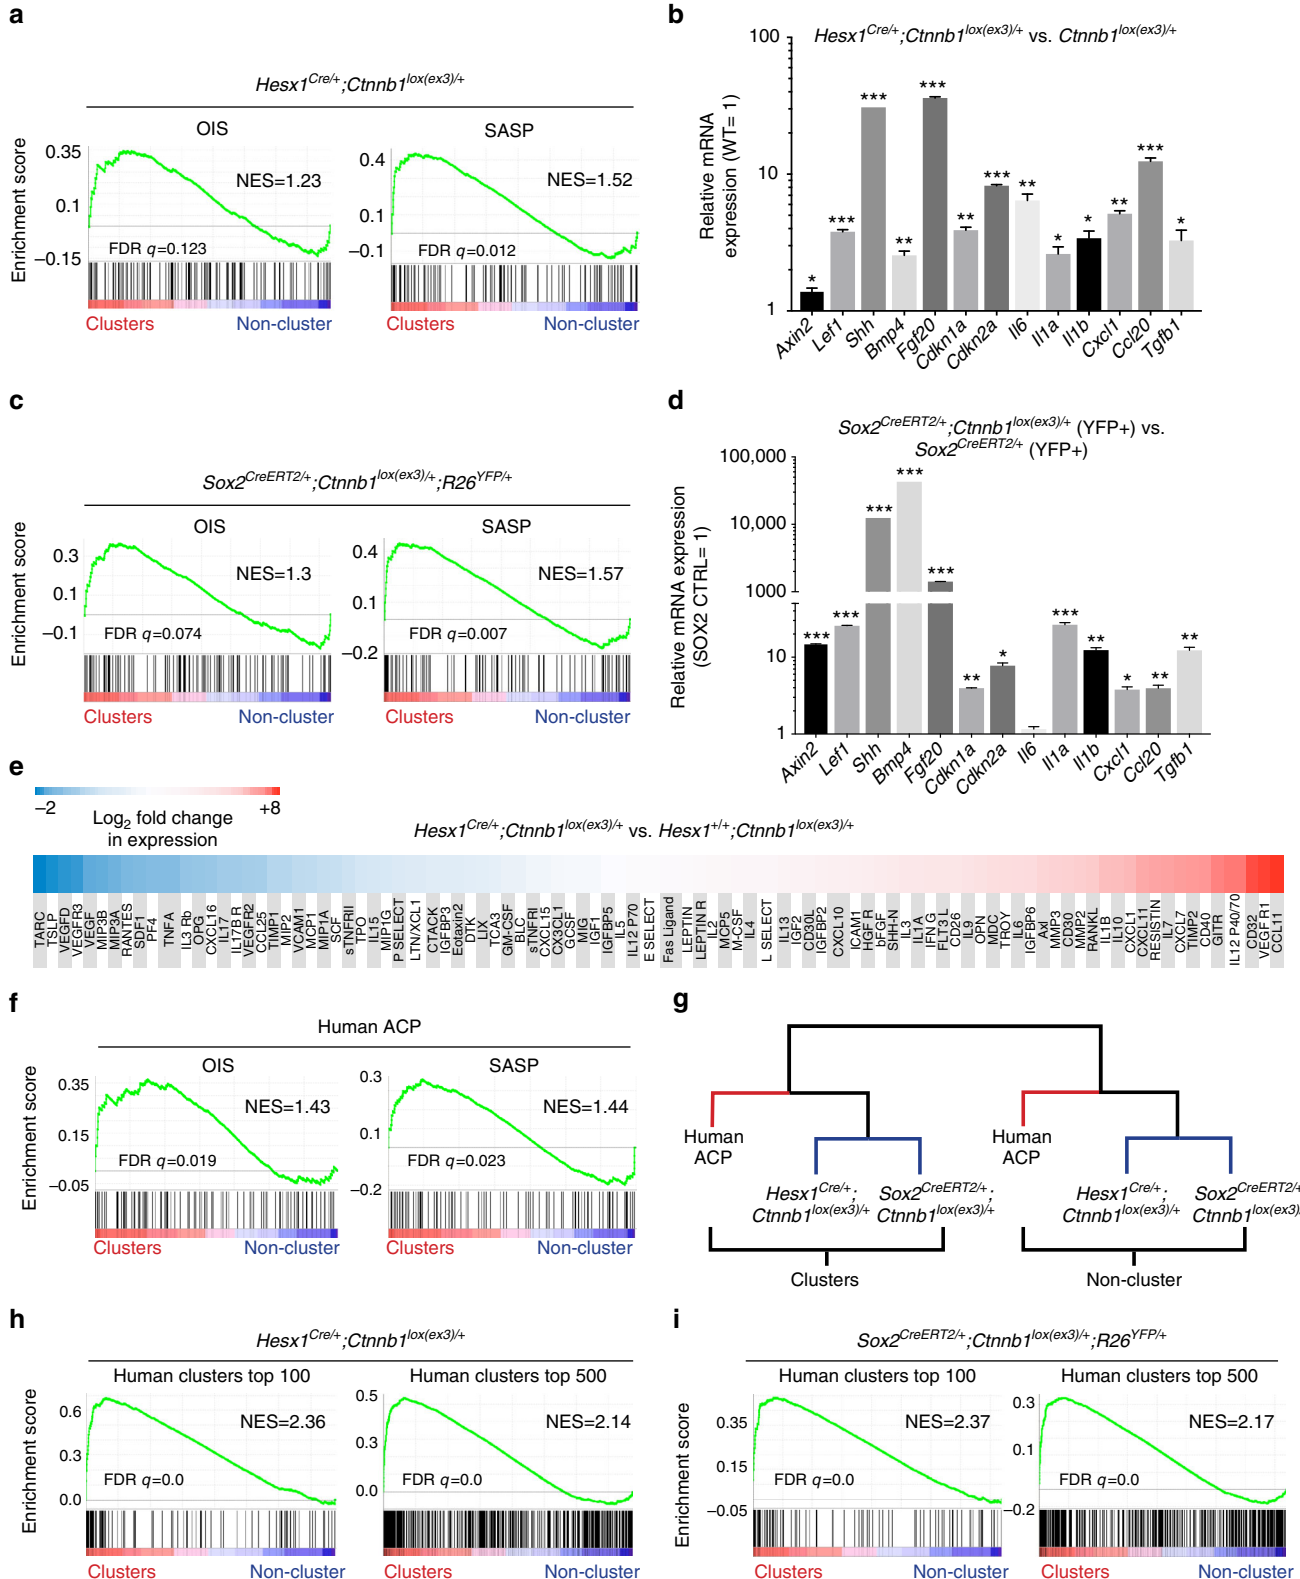 a
Hesx1Cre/+;Ctnnb1lox(ex3)/+
OIS
SASP
Enrichment score
0.35
0.1
−0.15
NES=1.23
FDR q=0.123
Clusters
Non-cluster
0.4
0.1
−0.1
NES=1.52
FDR q=0.012
Clusters
Non-cluster
b
Hesx1Cre/+;Ctnnb1lox(ex3)/+ vs. Ctnnb1lox(ex3)/+
Relative mRNA
expression (WT= 1)
100
10
1
*
***
***
**
***
**
***
**
*
*
**
***
*
Axin2
Lef1
Shh
Bmp4
Fgf20
Cdkn1a
Cdkn2a
Il6
Il1a
Il1b
Cxcl1
Ccl20
Tgfb1
c
Sox2CreERT2/+;Ctnnb1lox(ex3)/+;R26YFP/+
OIS
SASP
Enrichment score
0.3
0.1
−0.1
NES=1.3
FDR q=0.074
Clusters
Non-cluster
0.4
0.1
−0.2
NES=1.57
FDR q=0.007
Clusters
Non-cluster
d
Sox2CreERT2/+;Ctnnb1lox(ex3)/+ (YFP+) vs.
Sox2CreERT2/+ (YFP+)
Relative mRNA expression
(SOX2 CTRL= 1)
100,000
10,000
1000
10
1
***
***
***
***
***
**
*
***
**
*
**
**
Axin2
Lef1
Shh
Bmp4
Fgf20
Cdkn1a
Cdkn2a
Il6
Il1a
Il1b
Cxcl1
Ccl20
Tgfb1
e
−2
+8
Log2 fold change
in expression
Hesx1Cre/+;Ctnnb1lox(ex3)/+ vs. Hesx1+/+;Ctnnb1lox(ex3)/+
TARC
TSLP
VEGFD
VEGFR3
VEGF
MIP3B
MIP3A
RANTES
SDF1
PF4
TNFA
IL3 Rb
OPG
CXCL16
IL17
IL17B R
VEGFR2
CCL25
TIMP1
MIP2
VCAM1
MCP1
MIP1A
SCF
sTNFRII
TPO
IL15
MIP1G
P SELECT
LTN/XCL1
CTACK
IGFBP3
Eotaxin2
DTK
LIX
TCA3
GM-CSF
BLC
sTNFRI
CXCL15
CX3CL1
GCSF
MIG
IGF1
IGFBP5
IL5
IL12 P70
E SELECT
Fas Ligand
LEPTIN
LEPTIN R
IL2
MCP5
M-CSF
IL4
L SELECT
IL13
IGF2
CD30L
IGFBP2
CXCL10
ICAM1
HGFR
bFGF
SHH-N
IL3
IL1A
IFN G
FLT3 L
CD26
IL9
OPN
MDC
TROY
IL6
IGFBP6
Axl
MMP3
CD30
MMP2
RANKL
IL1B
IL10
CXCL1
CXCL11
RESISTIN
IL7
CXCL7
TIMP2
CD40
GITR
IL12 P40/70
CD32
VEGFR1
CCL11
f
Human ACP
OIS
SASP
Enrichment score
0.35
0.15
−0.05
NES=1.43
FDR q=0.019
Clusters
Non-cluster
0.3
0.1
−0.2
NES=1.44
FDR q=0.023
Clusters
Non-cluster
g
Human
ACP
Hesx1Cre/+;
Ctnnb1lox(ex3)/+
Sox2CreERT2/+;
Ctnnb1lox(ex3)/+
Clusters
Human
ACP
Hesx1Cre/+;
Ctnnb1lox(ex3)/+
Sox2CreERT2/
Ctnnb1lox(ex3)/
Non-cluster
h
Hesx1Cre/+;Ctnnb1lox(ex3)/+
Human clusters top 100
Human clusters top 500
Enrichment score
0.6
0.3
0.0
NES=2.36
FDR q=0.0
Clusters
Non-cluster
0.5
0.3
0.0
NES=2.14
FDR q=0.0
Clusters
Non-cluster
i
Sox2CreERT2/+;Ctnnb1lox(ex3)/+;R26YFP/+
Human clusters top 100
Human clusters top 500
Enrichment score
0.35
0.15
−0.05
NES=2.37
FDR q=0.0
Clusters
Non-cluster
0.3
0.1
−0.2
NES=2.17
FDR q=0.0
Clusters
Non-cluster